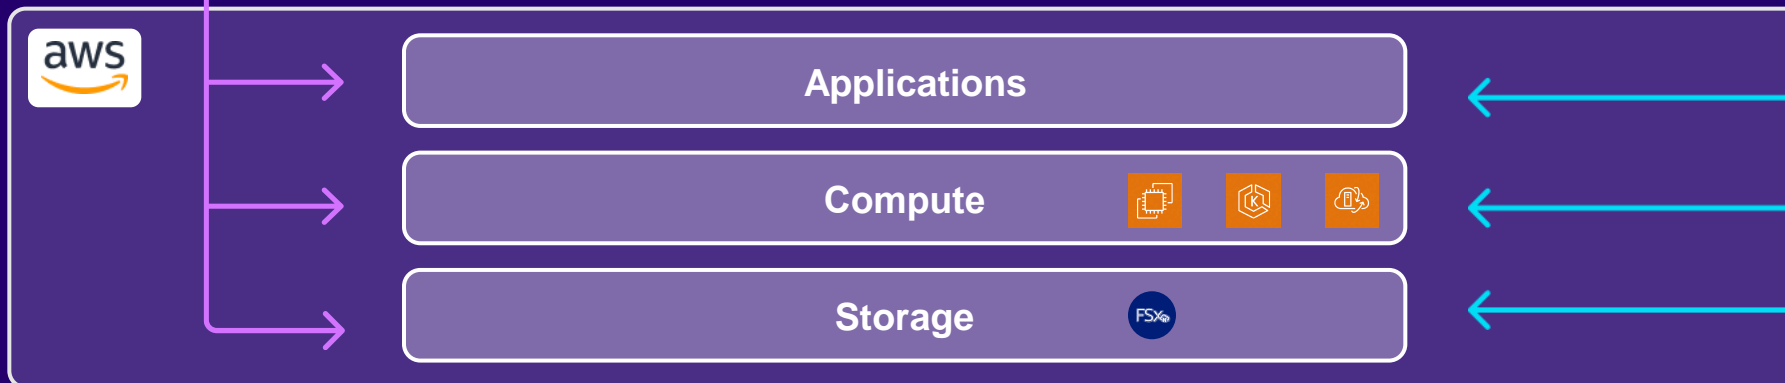 aws
Applications
Compute
K
Storage
FSx